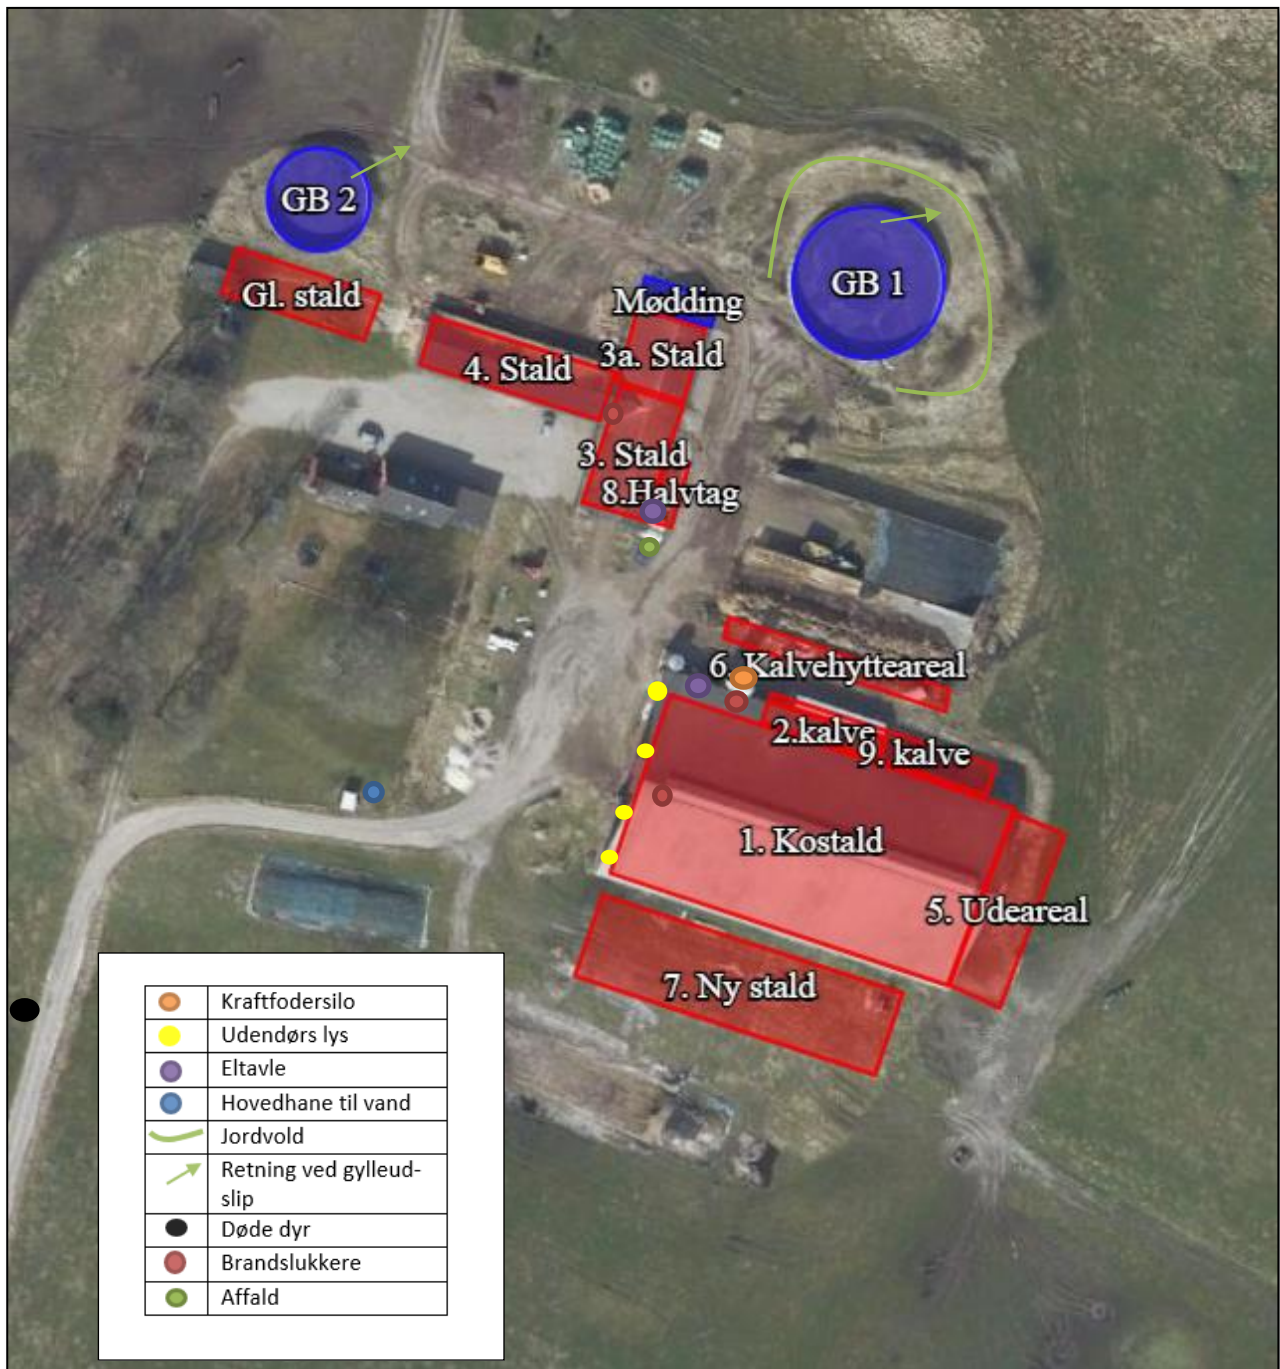 GB 2
GB 1
Gl. stald
Mødding
3a. Stald
4. Stald
3. Stald
8.Halvtag
6. Kalvehytteareal
2.kalve
9. kalve
1. Kostald
5. Udeareal
7. Ny stald
Kraftfodersilo
Udendørs lys
Eltavle
Hovedhane til vand
Jordvold
Retning ved gylleud-
slip
Døde dyr
Brandslukkere
Affald